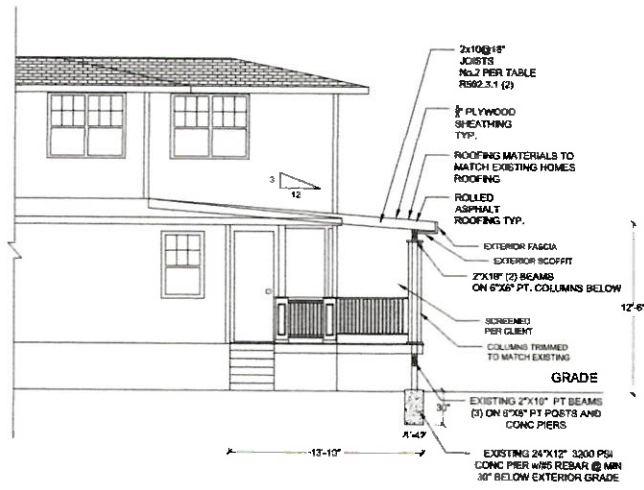 2x10@16"
JOISTS
No.2 PER TABLE
R502.3.1 (2)
PLYWOOD
SHEATHING
TYP.
3
12
ROOFING MATERIALS TO
MATCH EXISTING HOMES
ROOFING
ROLLED
ASPHALT
ROOFING TYP.
EXTERIOR FASCIA
EXTERIOR SCOFFIT
2"X10" (2) BEAMS
ON 6"X6" PT. COLUMNS BELOW
12'-6"
SCREENED
PER CLIENT
COLUMNS TRIMMED
TO MATCH EXISTING
GRADE
30"
EXISTING 2"X10" PT BEAMS
(3) ON 6"X6" PT POSTS AND
CONC PIERS
13'-10"
EXISTING 24"X12" 3200 PSI
CONC PIER w/#5 REBAR @ MIN
30" BELOW EXTERIOR GRADE